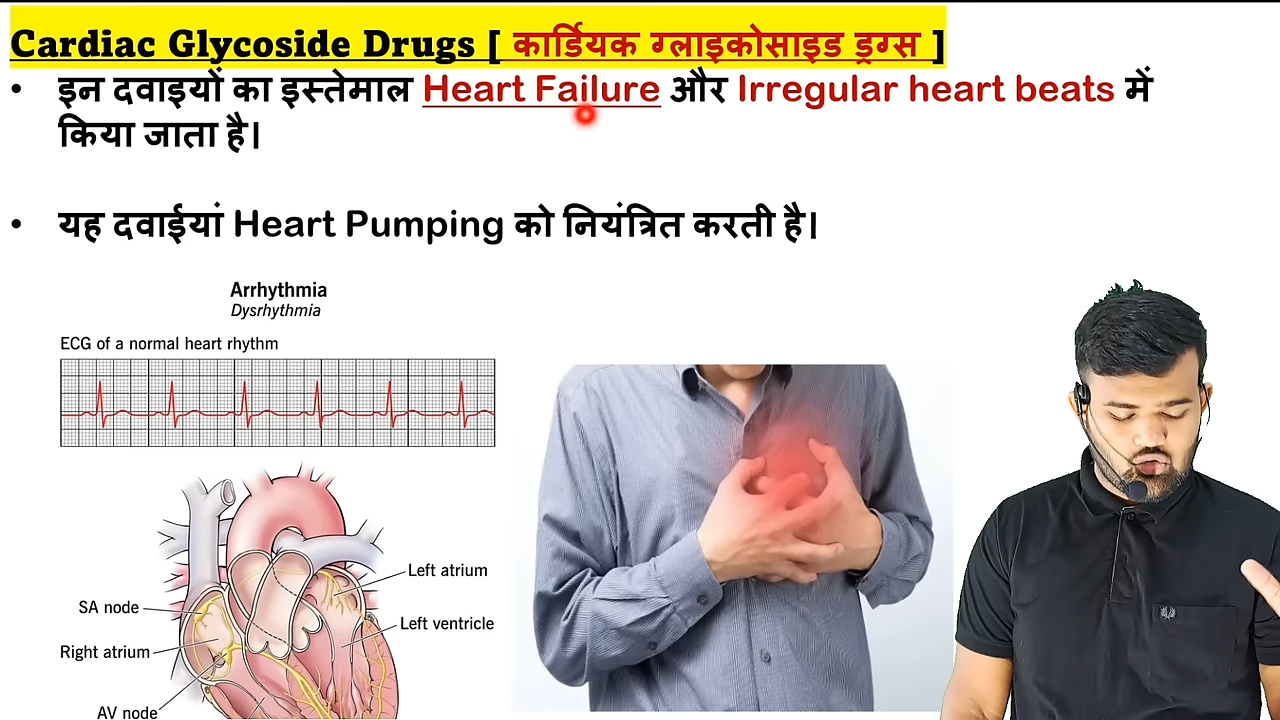 Cardiac Glycoside Drugs [ कार्डियक ग्लाइकोसाइड ड्रग्स ]
• इन दवाइयों का इस्तेमाल Heart Failure और Irregular heart beats में
किया जाता है।
• यह दवाईयां Heart Pumping को नियंत्रित करती है।
Arrhythmia
Dysrhythmia
ECG of a normal heart rhythm
Left atrium
SA node
Left ventricle
Right atrium
AV node